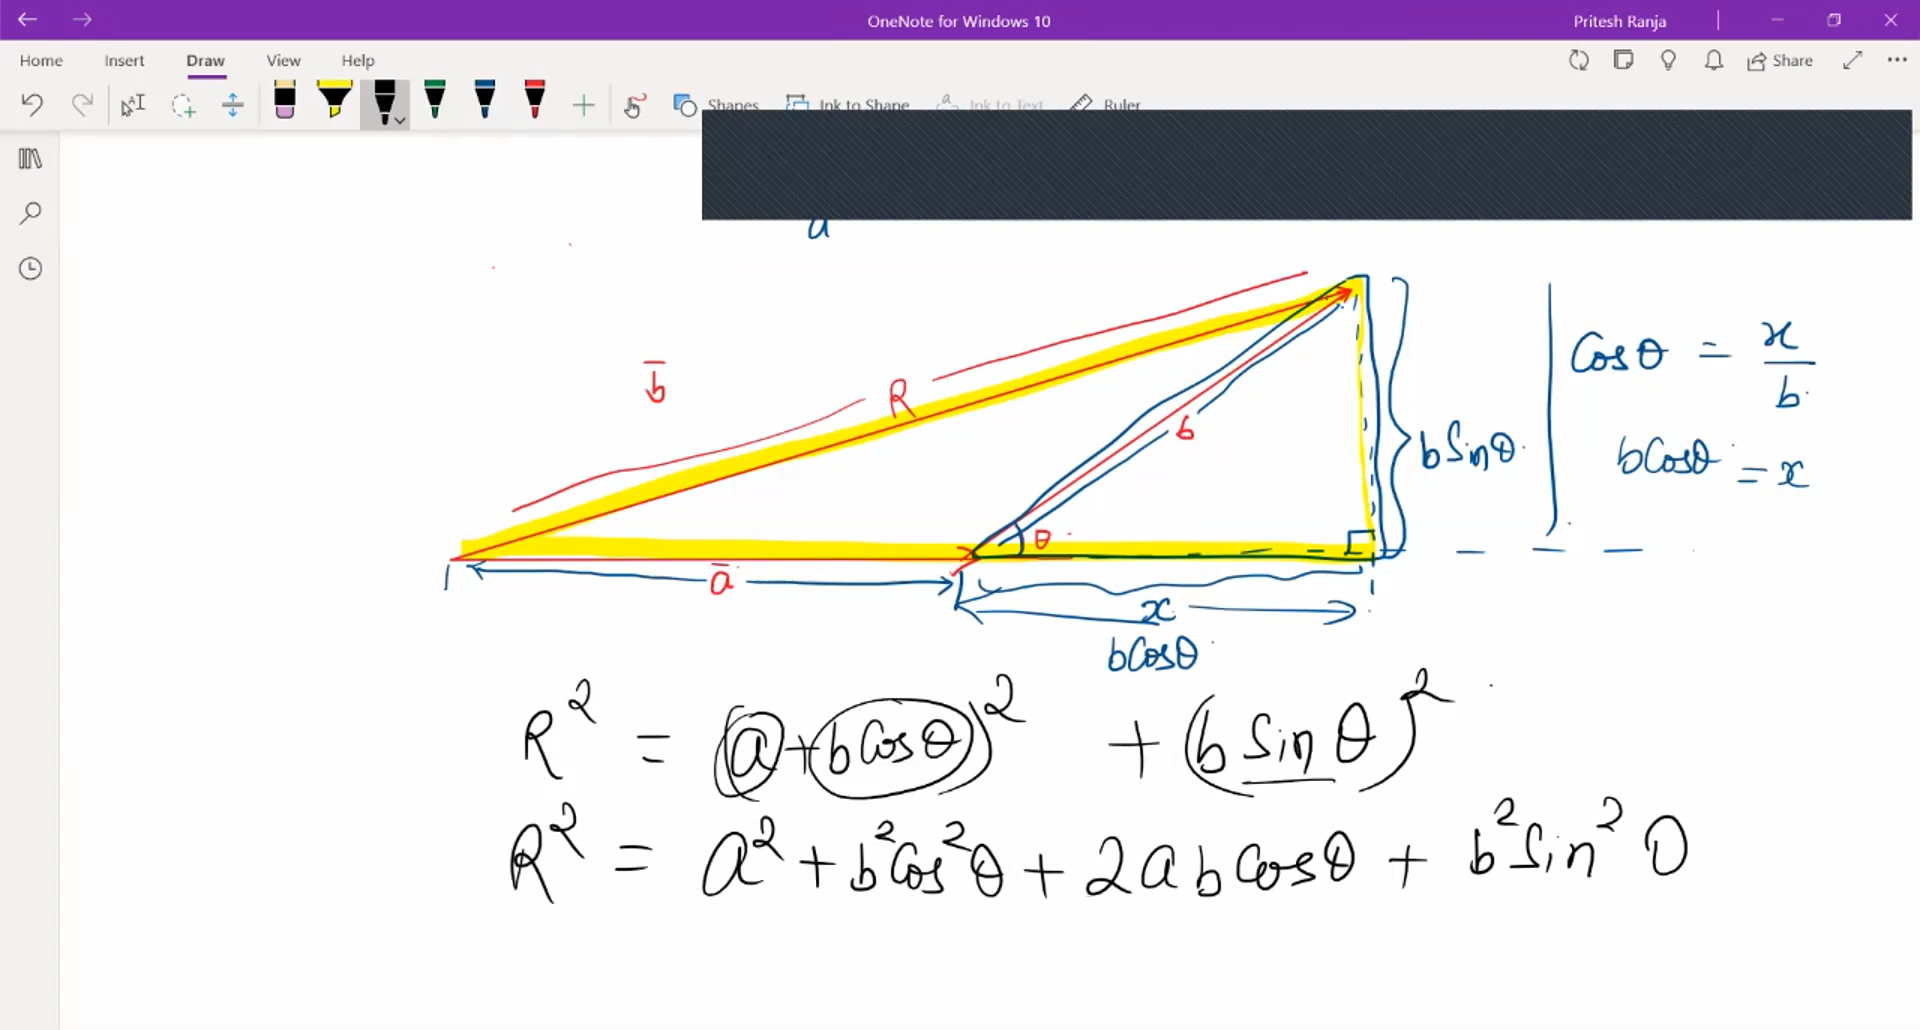 OneNote for Windows 10
Pritesh Ranja
Home Insert Draw View Help
Share
Shapes Ink to Shape Ink to Text Ruler
a
b̅
R
b
θ
a̅
x
bCosθ
bSinθ
Cosθ = x/b
bCosθ = x
R² = (a+bCosθ)² + (b Sinθ)²
R² = a² + b²Cos²θ + 2abCosθ + b²Sin²θ